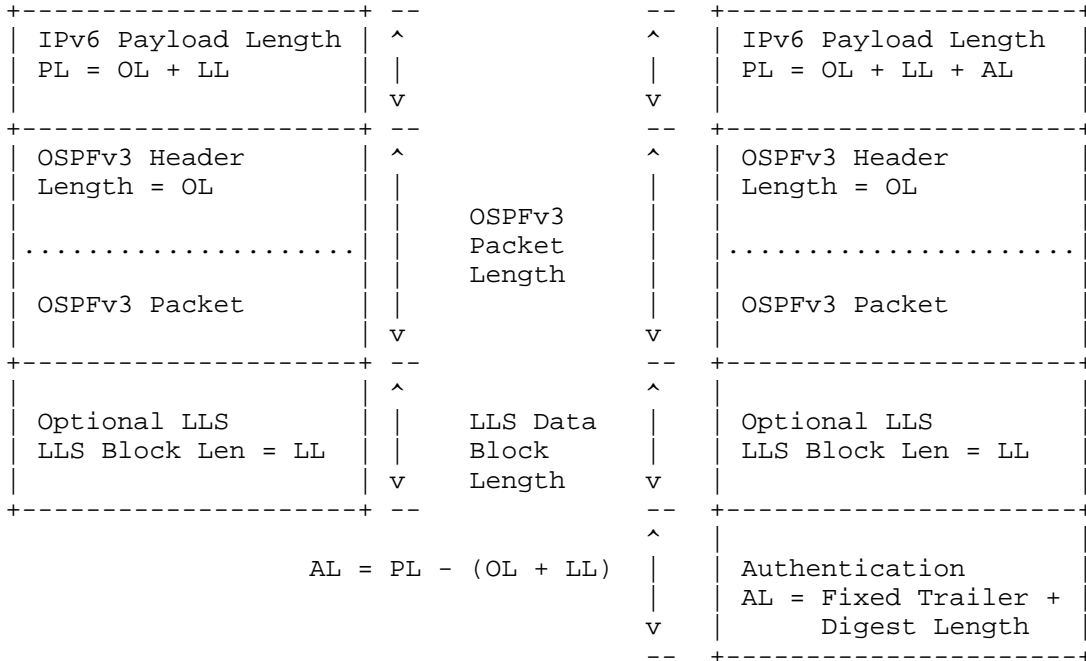 +---------------------+ --              --  +----------------------+
| IPv6 Payload Length | ^               ^   | IPv6 Payload Length  |
| PL = OL + LL        | |               |   | PL = OL + LL + AL    |
|                     | v               v   |                      |
+---------------------+ --              --  +----------------------+
| OSPFv3 Header       | ^               ^   | OSPFv3 Header        |
| Length = OL         | |               |   | Length = OL          |
|                     | |    OSPFv3     |   |                      |
|.....................| |    Packet     |   |......................|
|                     | |    Length     |   |                      |
| OSPFv3 Packet       | |               |   | OSPFv3 Packet        |
|                     | v               v   |                      |
+---------------------+ --              --  +----------------------+
|                     | ^               ^   |                      |
| Optional LLS        | |    LLS Data   |   | Optional LLS         |
| LLS Block Len = LL  | |    Block      |   | LLS Block Len = LL   |
|                     | v    Length     v   |                      |
+---------------------+ --              --  +----------------------+
                                        ^   |                      |
                  AL = PL - (OL + LL)   |   | Authentication       |
                                        |   | AL = Fixed Trailer + |
                                        v   |      Digest Length   |
                                        --  +----------------------+